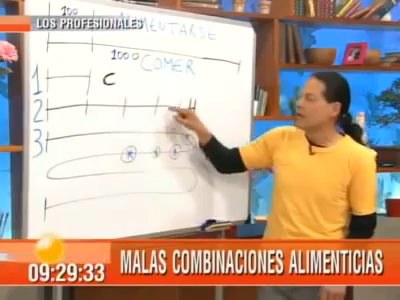 LOS PROFESIONALES
100
ALIMENTARSE
1000 COMER
1
C
2
3
09:29:33
MALAS COMBINACIONES ALIMENTICIAS